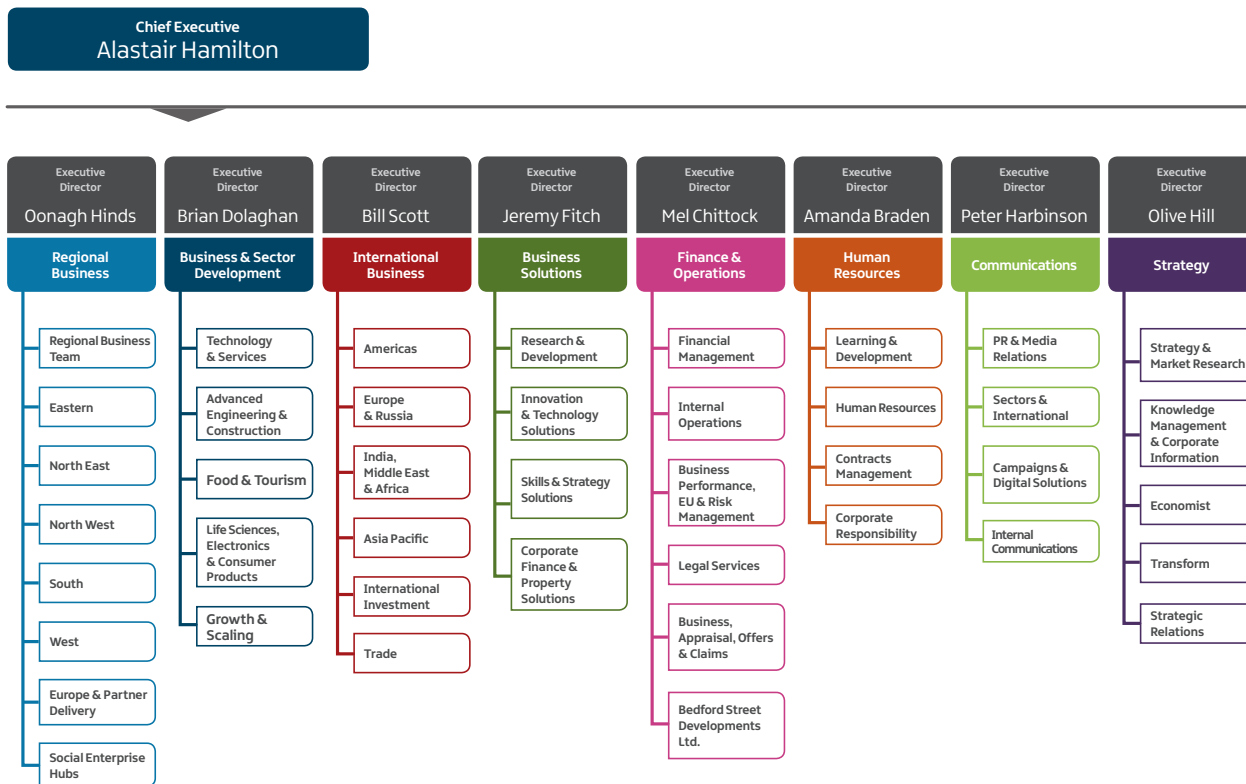 Chief Executive
Alastair Hamilton
Executive
Director
Oonagh Hinds
Regional
Business
Regional Business
Team
Eastern
North East
North West
South
West
Europe & Partner
Delivery
Social Enterprise
Hubs
Executive
Director
Brian Dolaghan
Business & Sector
Development
Technology
& Services
Advanced
Engineering &
Construction
Food & Tourism
Life Sciences,
Electronics
& Consumer
Products
Growth &
Scaling
Executive
Director
Bill Scott
International
Business
Americas
Europe
& Russia
India,
Middle East
& Africa
Asia Pacific
International
Investment
Trade
Executive
Director
Jeremy Fitch
Business
Solutions
Research &
Development
Innovation
& Technology
Solutions
Skills & Strategy
Solutions
Corporate
Finance &
Property
Solutions
Executive
Director
Mel Chittock
Finance &
Operations
Financial
Management
Internal
Operations
Business
Performance,
EU & Risk
Management
Legal Services
Business,
Appraisal, Offers
& Claims
Bedford Street
Developments
Ltd.
Executive
Director
Amanda Braden
Human
Resources
Learning &
Development
Human Resources
Contracts
Management
Corporate
Responsibility
Executive
Director
Peter Harbinson
Communications
PR & Media
Relations
Sectors &
International
Campaigns &
Digital Solutions
Internal
Communications
Executive
Director
Olive Hill
Strategy
Strategy &
Market Research
Knowledge
Management
& Corporate
Information
Economist
Transform
Strategic
Relations